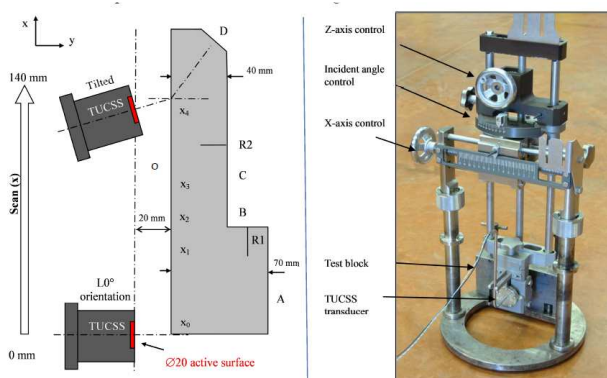 x
y
D
140 mm
Tilted
TUCSS
40 mm
x4
R2
O
C
Scan (x)
x3
20 mm
x2
B
R1
x1
L0°
orientation
70 mm
A
TUCSS
x0
0 mm
∅20 active surface
Z-axis control
Incident angle
control
X-axis control
Test block
TUCSS
transducer